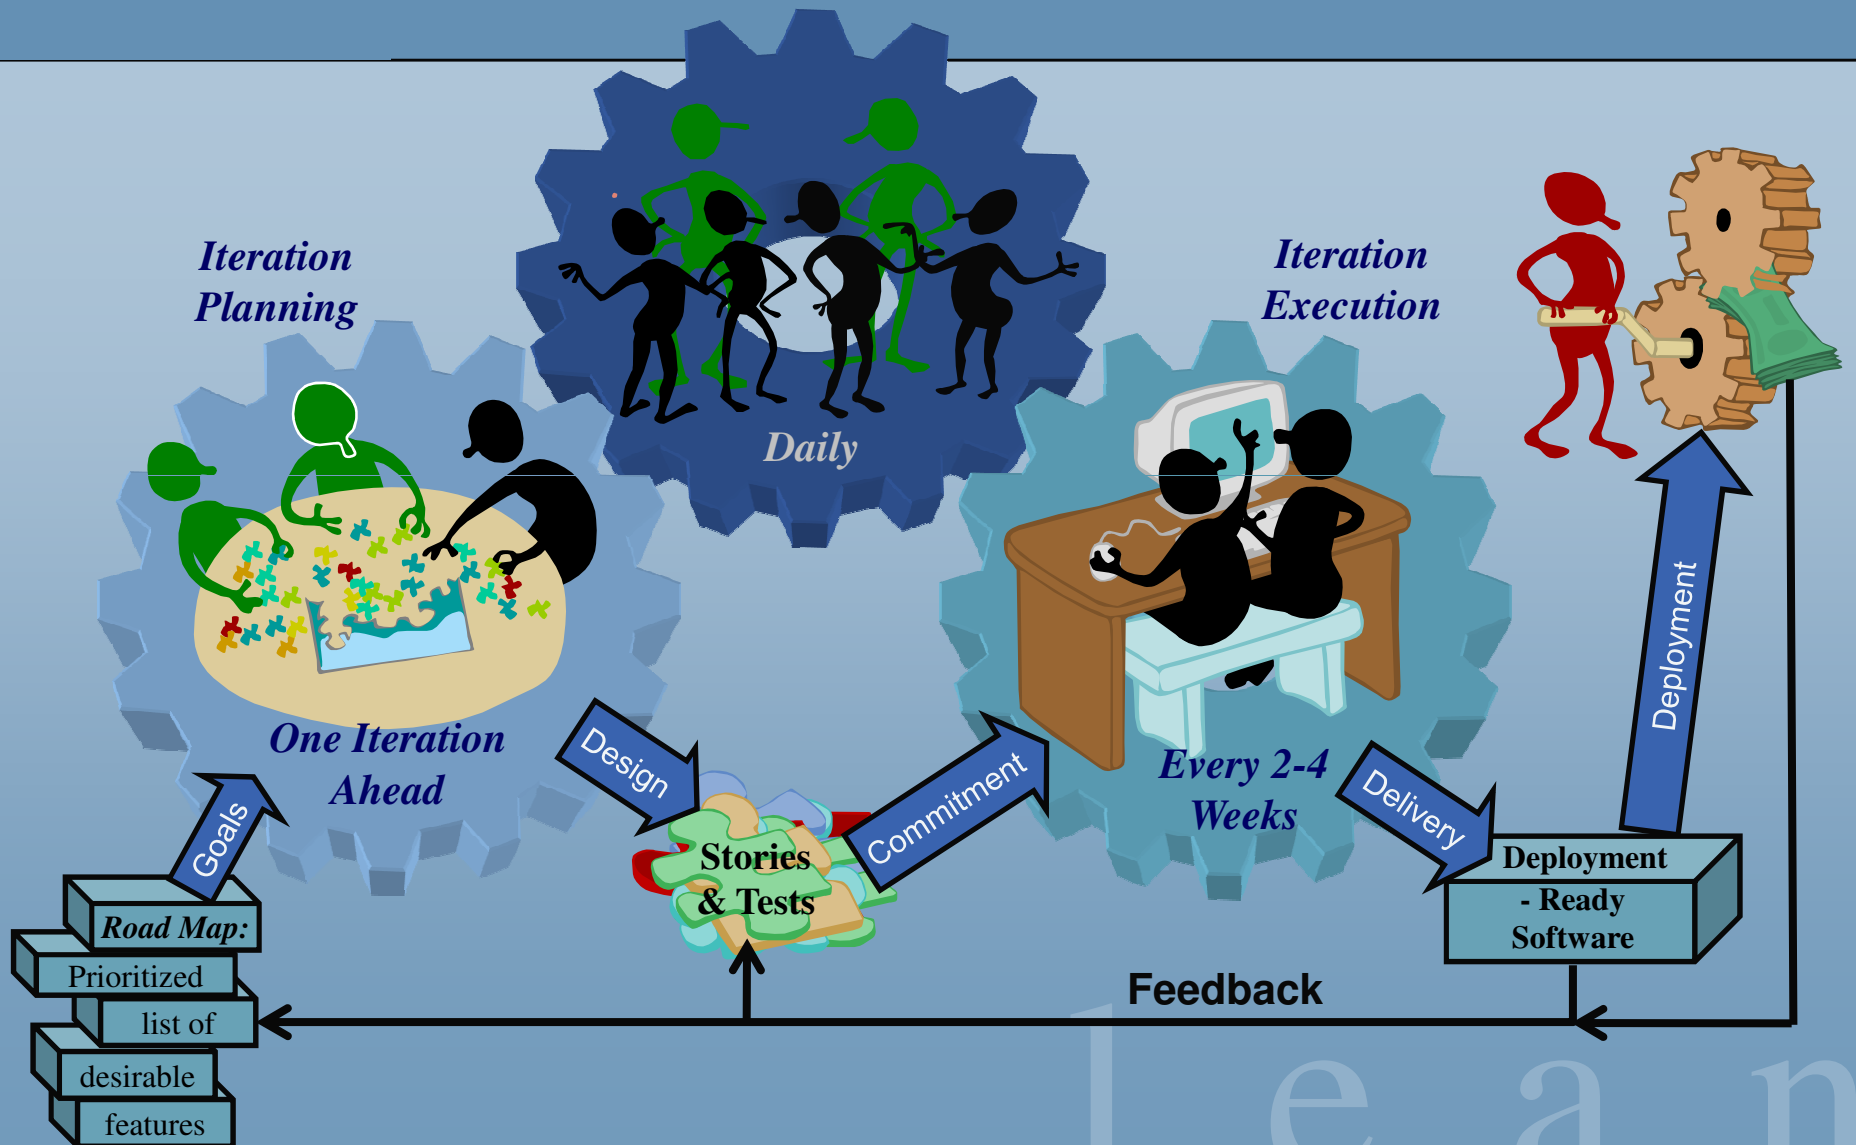 Iteration
Planning
Daily
Iteration
Execution
One Iteration
Ahead
Every 2-4
Weeks
Goals
Design
Stories
& Tests
Commitment
Delivery
Deployment
Deployment
- Ready
Software
Road Map:
Prioritized
list of
desirable
features
Feedback
lean